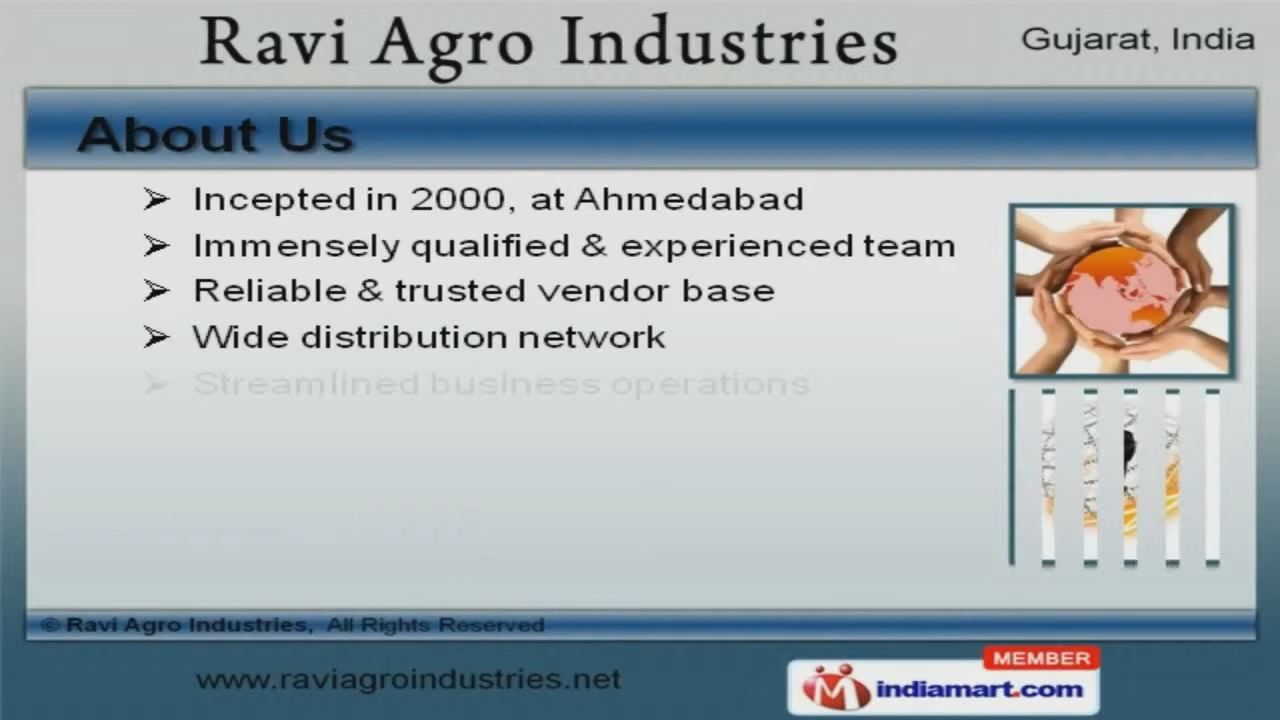 Ravi Agro Industries
Gujarat, India
About Us
➢ Incepted in 2000, at Ahmedabad
➢ Immensely qualified & experienced team
➢ Reliable & trusted vendor base
➢ Wide distribution network
➢ Streamlined business operations
© Ravi Agro Industries, All Rights Reserved
www.raviagroindustries.net
MEMBER
indiamart.com